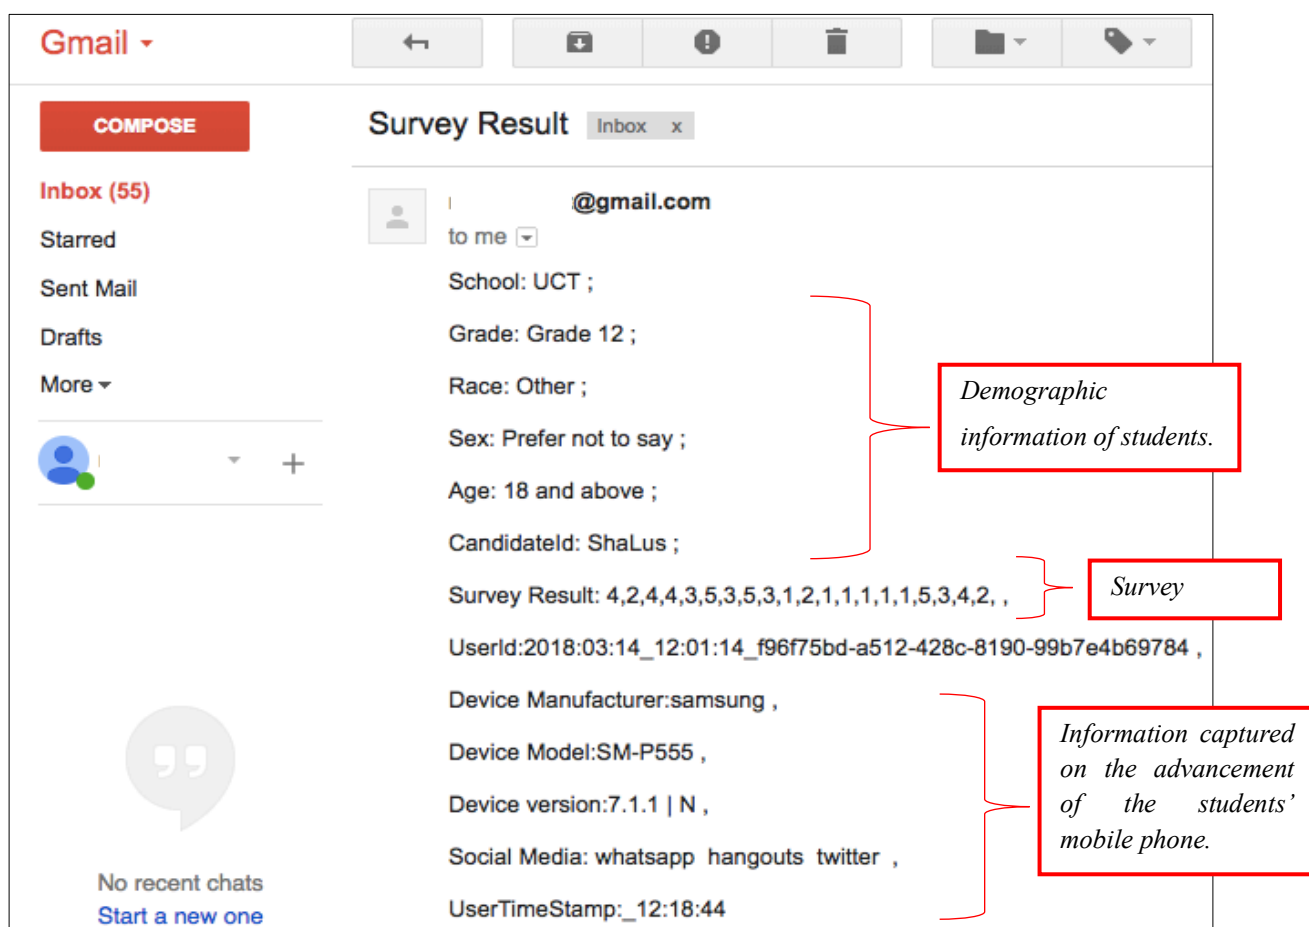 Gmail
COMPOSE
Inbox (55)
Starred
Sent Mail
Drafts
More
No recent chats
Start a new one
Survey Result Inbox x
@gmail.com
to me
School: UCT ;
Grade: Grade 12 ;
Race: Other ;
Sex: Prefer not to say ;
Age: 18 and above ;
CandidateId: ShaLus ;
Survey Result: 4,2,4,4,3,5,3,5,3,1,2,1,1,1,1,1,5,3,4,2, ,
UserId:2018:03:14_12:01:14_f96f75bd-a512-428c-8190-99b7e4b69784 ,
Device Manufacturer:samsung ,
Device Model:SM-P555 ,
Device version:7.1.1 | N ,
Social Media: whatsapp hangouts twitter ,
UserTimeStamp:_12:18:44
Demographic
information of students.
Survey
Information captured
on the advancement
of the students’
mobile phone.